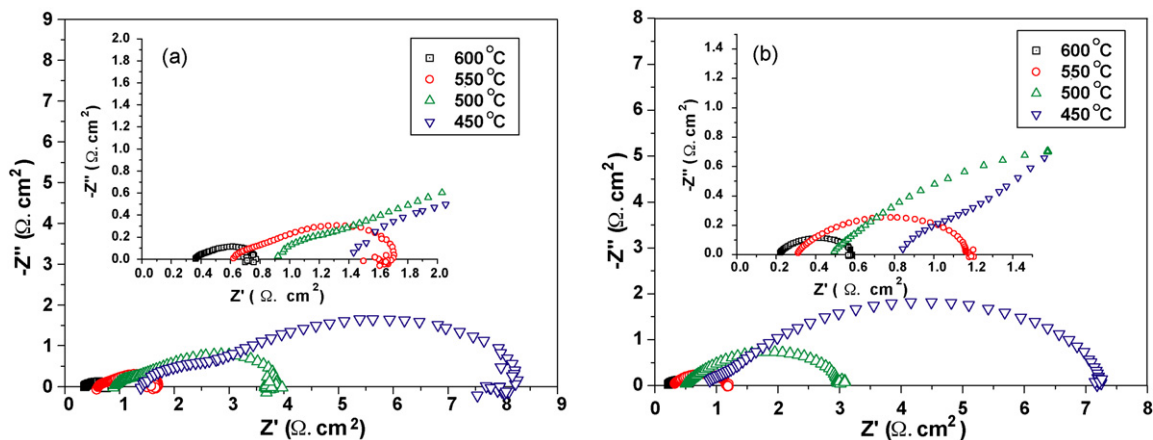 (a)
600 °C
550 °C
500 °C
450 °C
-Z" (Ω. cm²)
2.0
1.8
1.6
1.4
1.2
1.0
0.8
0.6
0.4
0.2
0.0
0.0 0.2 0.4 0.6 0.8 1.0 1.2 1.4 1.6 1.8 2.0
Z' ( Ω. cm²)
-Z" (Ω. cm²)
9
8
7
6
5
4
3
2
1
0
0 1 2 3 4 5 6 7 8 9
Z' (Ω. cm²)
(b)
600 °C
550 °C
500 °C
450 °C
-Z" ( Ω. cm²)
1.4
1.2
1.0
0.8
0.6
0.4
0.2
0.0
0.0 0.2 0.4 0.6 0.8 1.0 1.2 1.4
Z' ( Ω. cm²)
-Z" (Ω. cm²)
8
7
6
5
4
3
2
1
0
0 1 2 3 4 5 6 7 8
Z' (Ω. cm²)